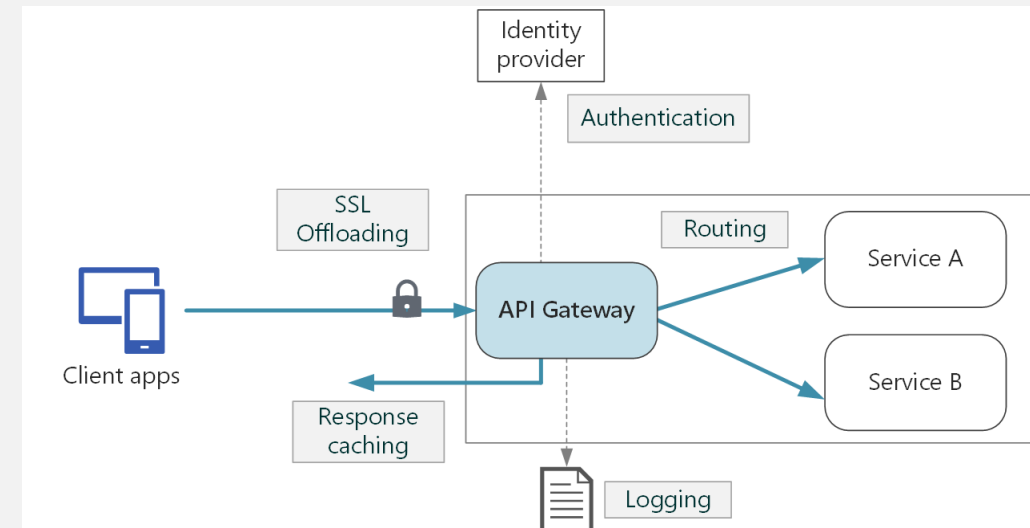 Identity
provider
Authentication
SSL
Offloading
Routing
Service A
API Gateway
Client apps
Service B
Response
caching
Logging